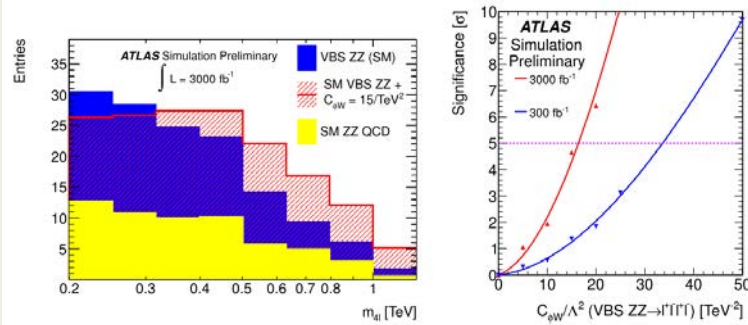 Entries
35
30
25
20
15
10
5
ATLAS Simulation Preliminary
∫ L = 3000 fb⁻¹
VBS ZZ (SM)
SM VBS ZZ +
C_φW = 15/TeV²
SM ZZ QCD
0.2 0.3 0.4 0.5 0.6 0.7 0.8 1
m_4l [TeV]
Significance [σ]
10
9
8
7
6
5
4
3
2
1
0
ATLAS
Simulation
Preliminary
3000 fb⁻¹
300 fb⁻¹
0 10 20 30 40 50
C_φW/Λ² (VBS ZZ→l⁺l⁻l⁺l⁻) [TeV⁻²]